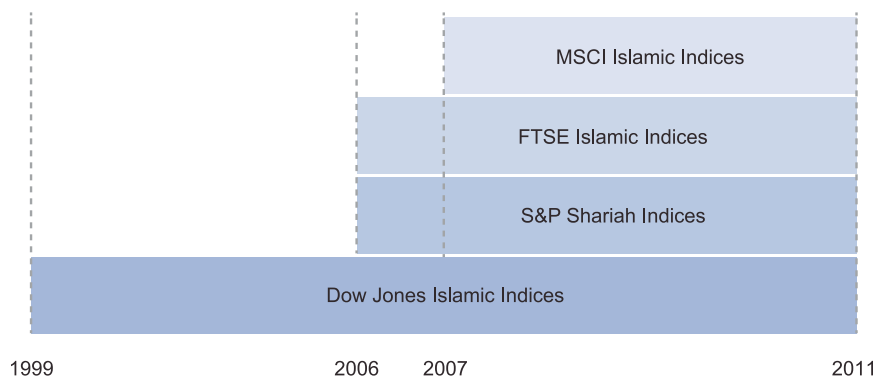 MSCI Islamic Indices
FTSE Islamic Indices
S&P Shariah Indices
Dow Jones Islamic Indices
1999 2006 2007 2011